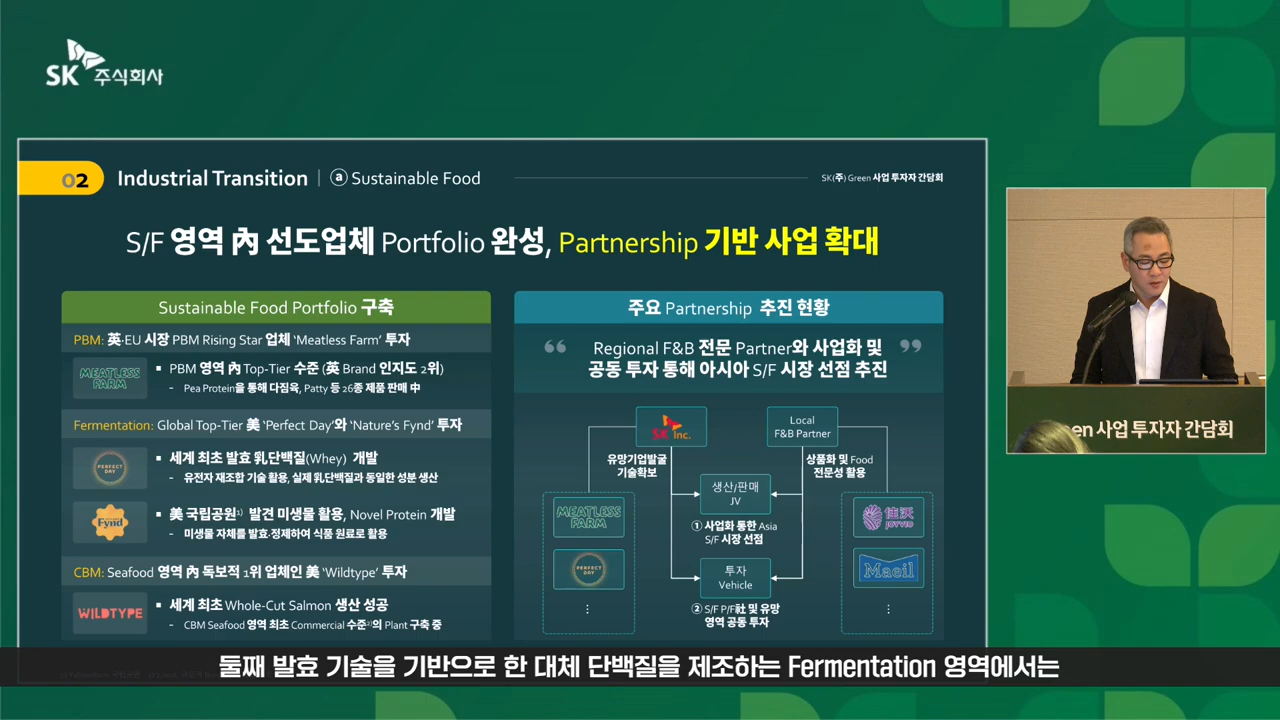 SK 주식회사
02 Industrial Transition | ⓐ Sustainable Food
SK(주) Green 사업 투자자 간담회
S/F 영역 內 선도업체 Portfolio 완성, Partnership 기반 사업 확대
Sustainable Food Portfolio 구축
PBM: 英·EU 시장 PBM Rising Star 업체 ‘Meatless Farm’ 투자
MEATLESS
FARM
▪ PBM 영역 內 Top-Tier 수준 (英 Brand 인지도 2위)
- Pea Protein을 통해 다짐육, Patty 등 26종 제품 판매 中
Fermentation: Global Top-Tier 美 ‘Perfect Day’와 ‘Nature’s Fynd’ 투자
PERFECT
DAY
▪ 세계 최초 발효 乳단백질(Whey) 개발
- 유전자 재조합 기술 활용, 실제 乳단백질과 동일한 성분 생산
Fynd
▪ 美 국립공원¹⁾ 발견 미생물 활용, Novel Protein 개발
- 미생물 자체를 발효·정제하여 식품 원료로 활용
CBM: Seafood 영역 內 독보적 1위 업체인 美 ‘Wildtype’ 투자
WILDTYPE
▪ 세계 최초 Whole-Cut Salmon 생산 성공
- CBM Seafood 영역 최초 Commercial 수준²⁾의 Plant 구축 중
주요 Partnership 추진 현황
“ Regional F&B 전문 Partner와 사업화 및 ”
공동 투자 통해 아시아 S/F 시장 선점 추진
SK Inc.
Local
F&B Partner
유망기업발굴
기술확보
상품화 및 Food
전문성 활용
생산/판매
JV
① 사업화 통한 Asia
S/F 시장 선점
투자
Vehicle
② S/F P/F社 및 유망
영역 공동 투자
MEATLESS
FARM
PERFECT
DAY
⋮
佳沃
JOYVIO
Maeil
⋮
een 사업 투자자 간담회
둘째 발효 기술을 기반으로 한 대체 단백질을 제조하는 Fermentation 영역에서는